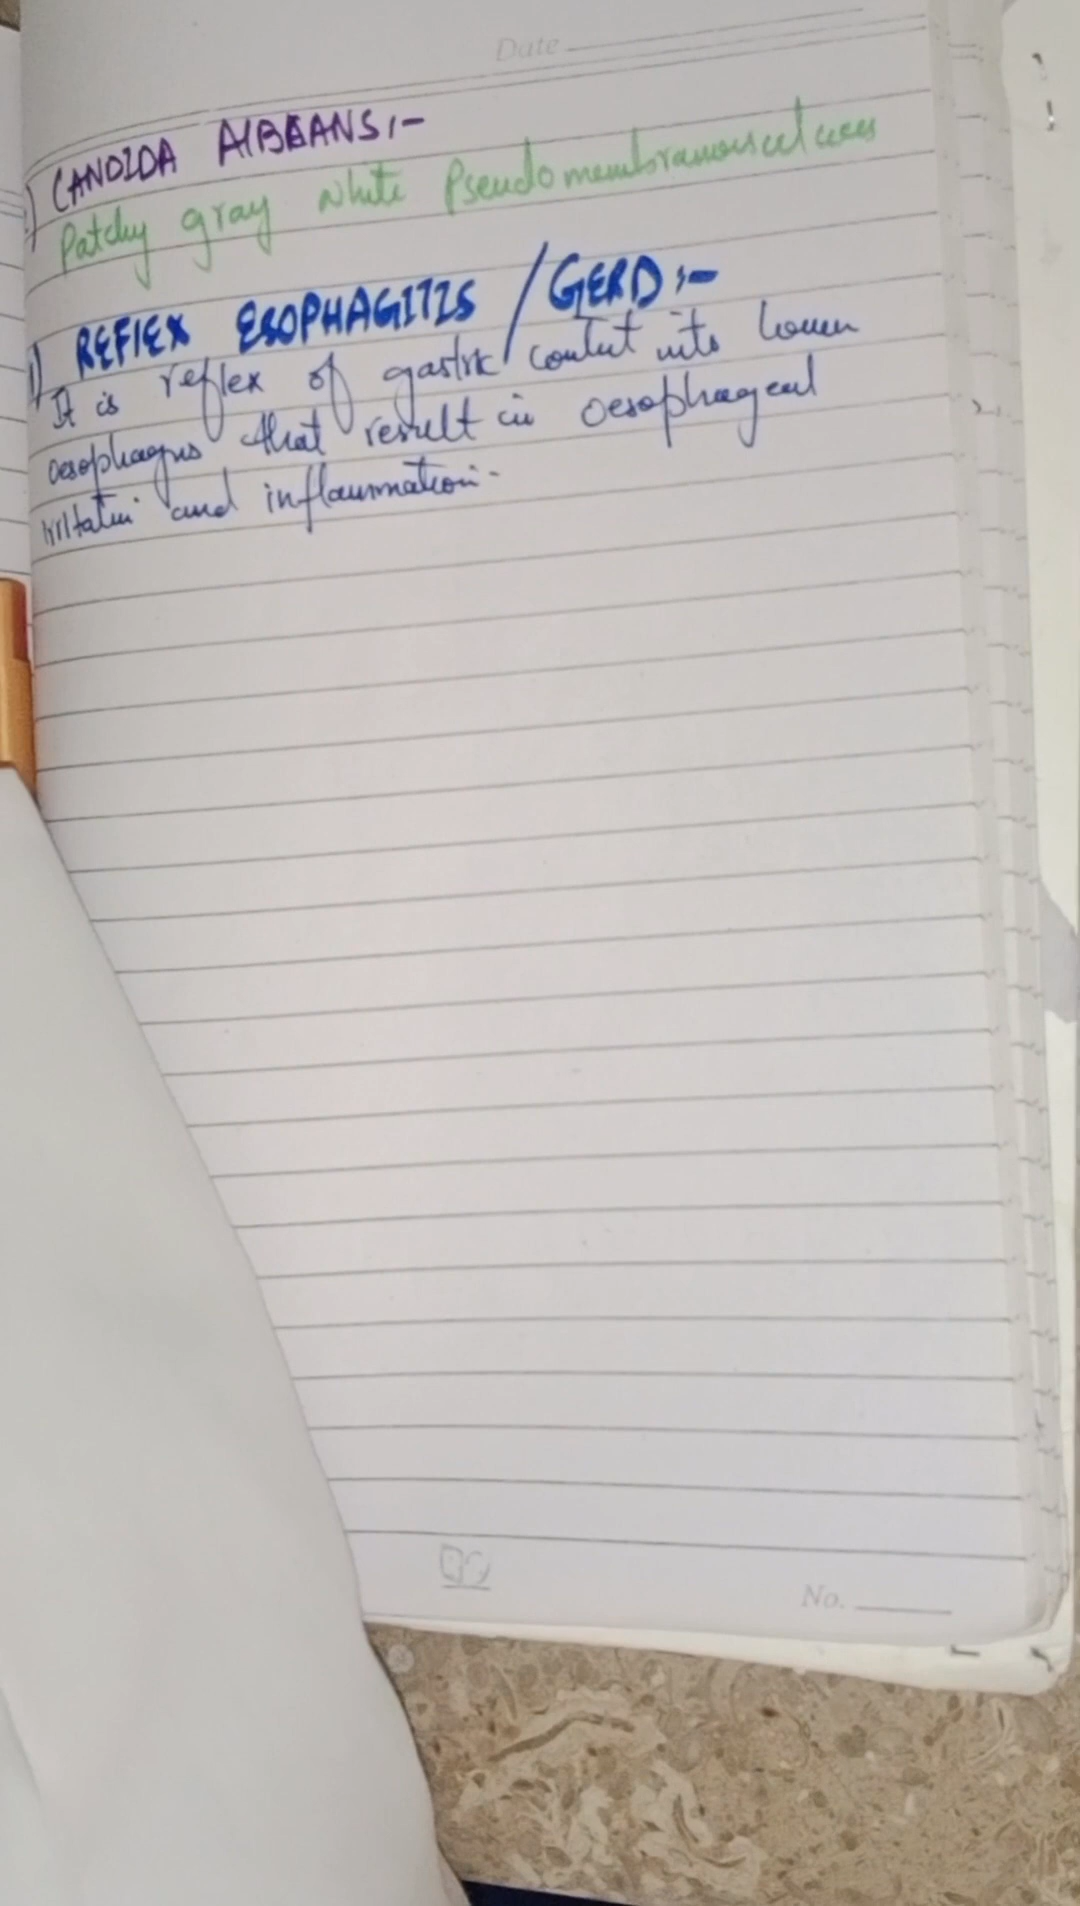 Date
CANDIDA AlBEANS:-
Patchy gray white Pseudomembranous
1) REFlEX ESOPHAGITIS / GERD :-
It is reflex of gastric content into lower
oesophagus that result in oesophageal
irritation and inflammation.
No.